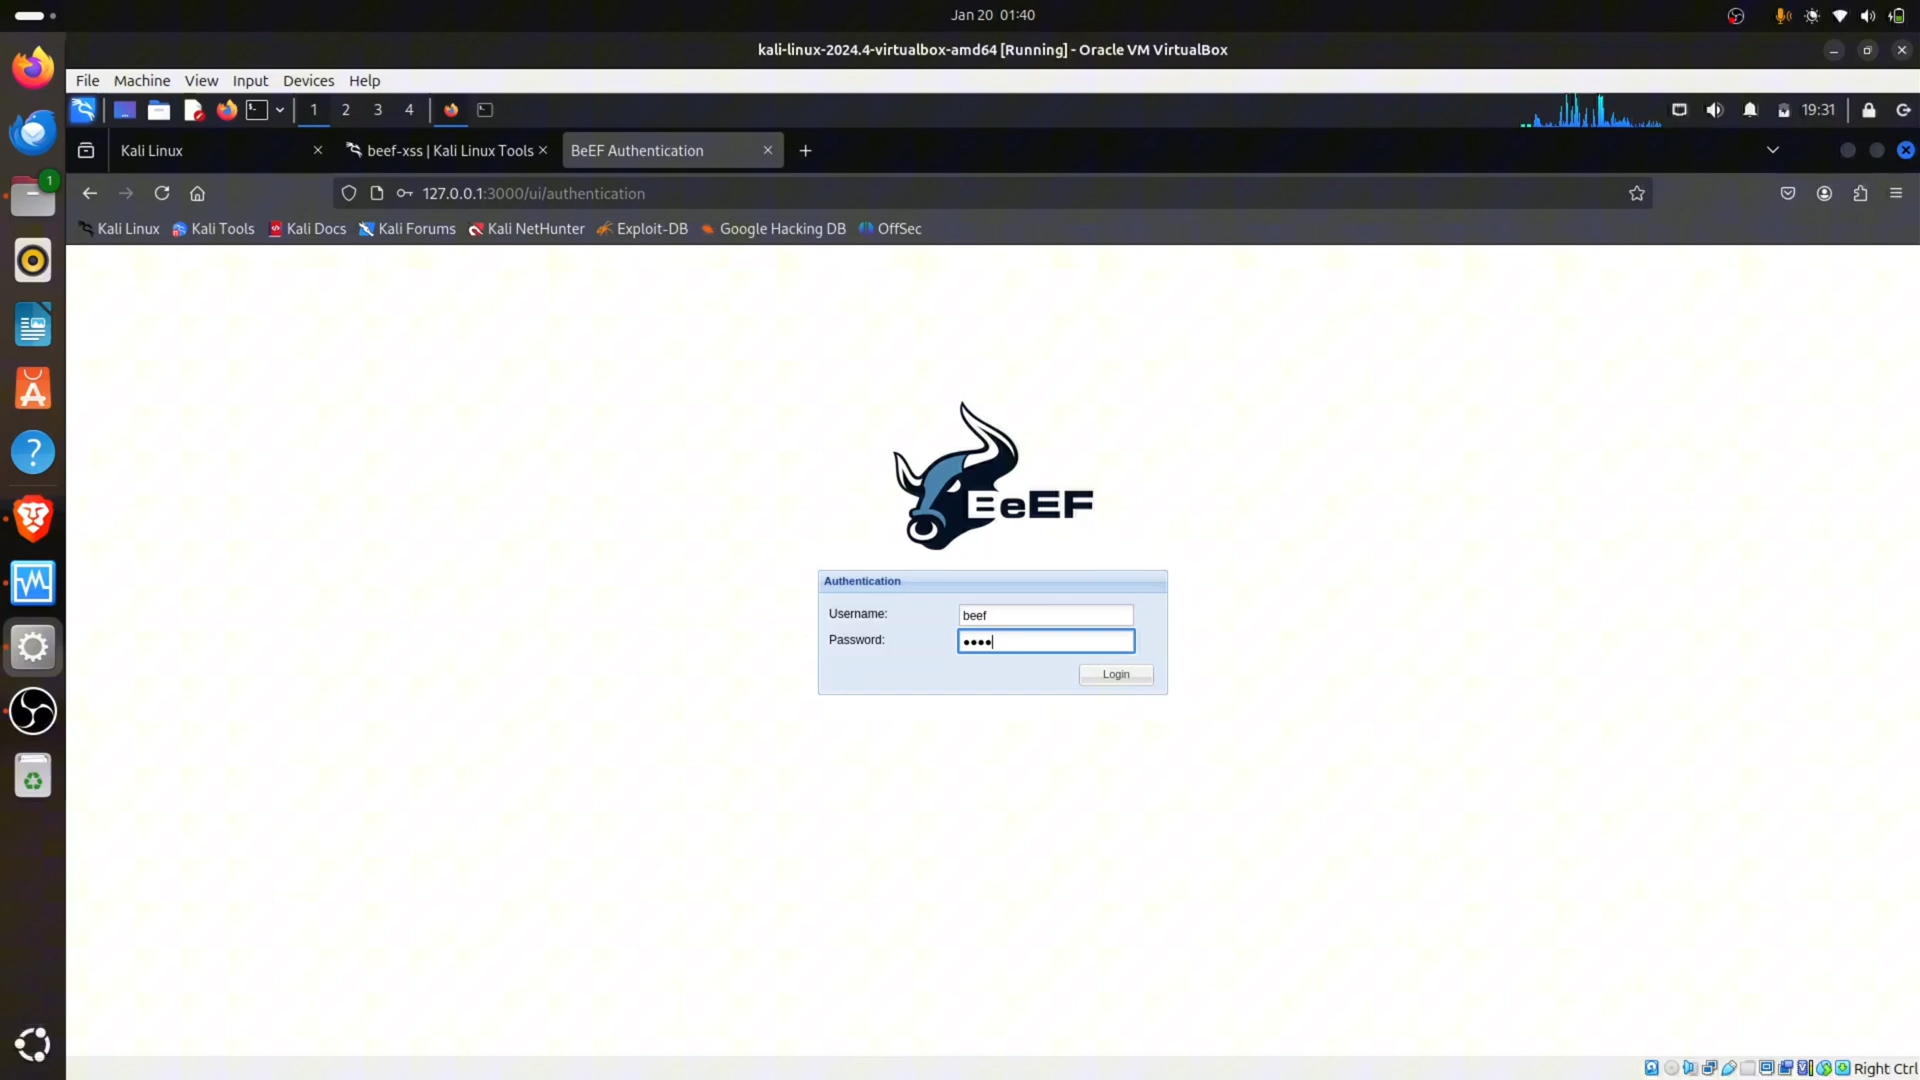 Jan 20 01:40
kali-linux-2024.4-virtualbox-amd64 [Running] - Oracle VM VirtualBox
File Machine View Input Devices Help
1 2 3 4 19:31
Kali Linux beef-xss | Kali Linux Tools BeEF Authentication
127.0.0.1:3000/ui/authentication
Kali Linux Kali Tools Kali Docs Kali Forums Kali NetHunter Exploit-DB Google Hacking DB OffSec
1
BeEF
Authentication
Username: beef
Password: ••••
Login
Right Ctrl